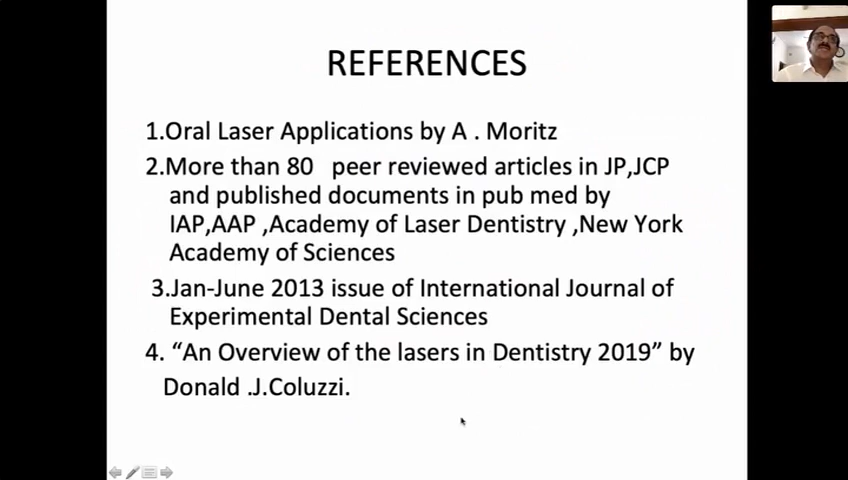 REFERENCES
1.Oral Laser Applications by A . Moritz
2.More than 80 peer reviewed articles in JP,JCP
and published documents in pub med by
IAP,AAP ,Academy of Laser Dentistry ,New York
Academy of Sciences
3.Jan-June 2013 issue of International Journal of
Experimental Dental Sciences
4. “An Overview of the lasers in Dentistry 2019” by
Donald .J.Coluzzi.